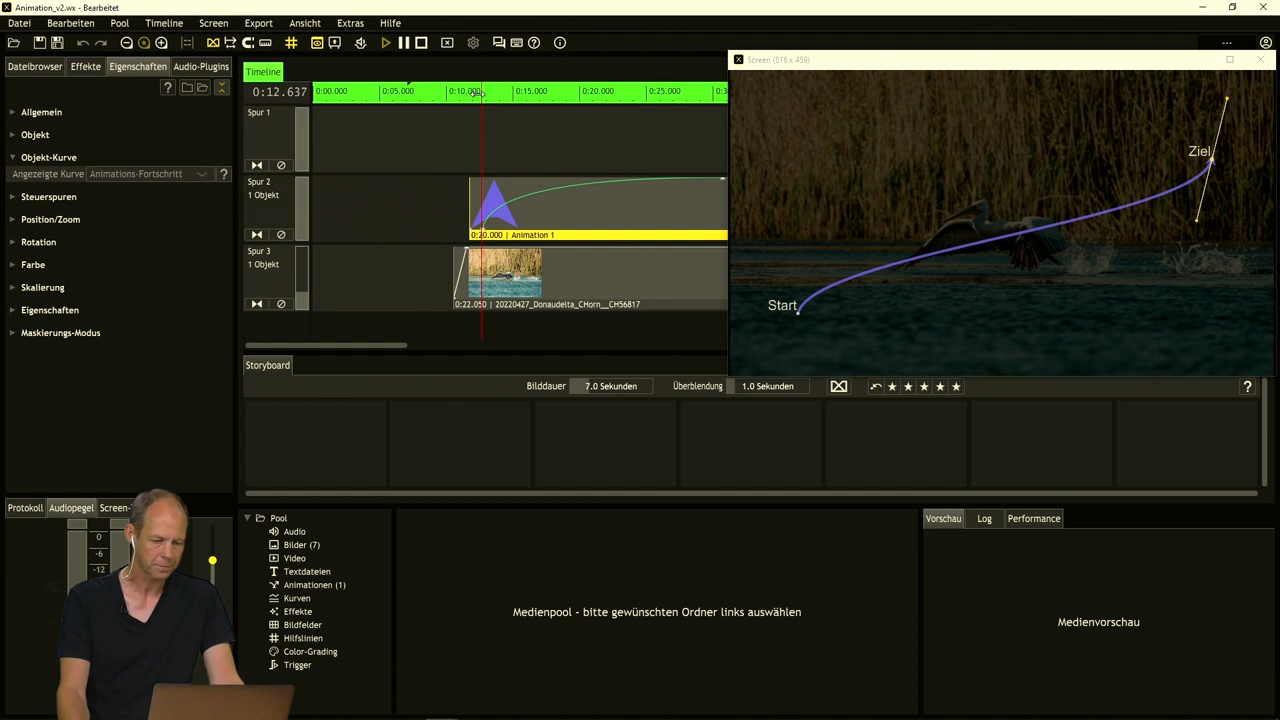 Animation_v2.wx - Bearbeitet
Datei Bearbeiten Pool Timeline Screen Export Ansicht Extras Hilfe
Dateibrowser Effekte Eigenschaften Audio-Plugins
?
Allgemein
Objekt
Objekt-Kurve
Angezeigte Kurve Animations-Fortschritt ?
Steuerspuren
Position/Zoom
Rotation
Farbe
Skalierung
Eigenschaften
Maskierungs-Modus
Timeline
0:12.637 0:00.000 0:05.000 0:10.000 0:15.000 0:20.000 0:25.000
Spur 1
Spur 2
1 Objekt
0:20.000 | Animation 1
Spur 3
1 Objekt
0:22.050 | 20220427_Donaudelta_CHorn__CH56817
Screen (816 x 459)
Ziel
Start
Storyboard
Bilddauer 7.0 Sekunden Überblendung 1.0 Sekunden ?
Protokoll Audiopegel Screen-
0
-6
-12
Pool
Audio
Bilder (7)
Video
Textdateien
Animationen (1)
Kurven
Effekte
Bildfelder
Hilfslinien
Color-Grading
Trigger
Medienpool - bitte gewünschten Ordner links auswählen
Vorschau Log Performance
Medienvorschau